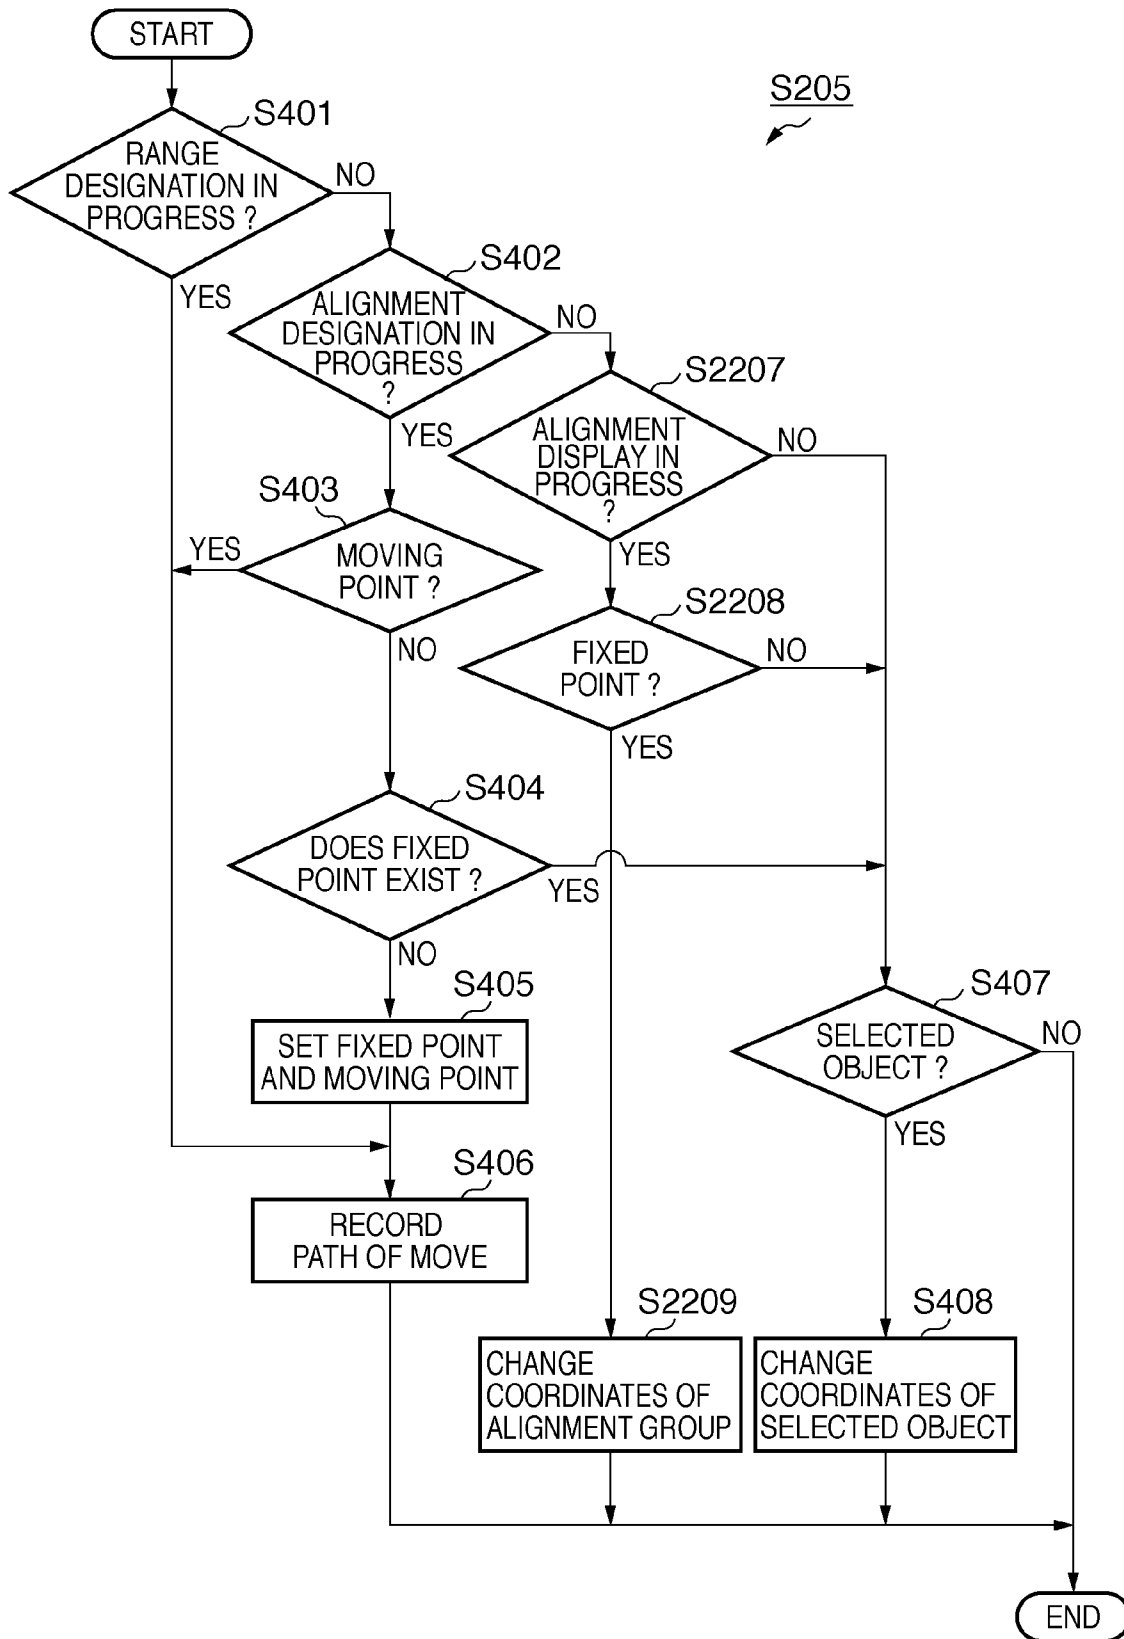 START
S205
S401
RANGE
DESIGNATION IN
PROGRESS ?
NO
YES
S402
ALIGNMENT
DESIGNATION IN
PROGRESS
?
NO
YES
S2207
ALIGNMENT
DISPLAY IN
PROGRESS
?
NO
YES
S403
MOVING
POINT ?
YES
NO
S2208
FIXED
POINT ?
NO
YES
S404
DOES FIXED
POINT EXIST ?
YES
NO
S405
SET FIXED POINT
AND MOVING POINT
S407
SELECTED
OBJECT ?
NO
YES
S406
RECORD
PATH OF MOVE
S2209
CHANGE
COORDINATES OF
ALIGNMENT GROUP
S408
CHANGE
COORDINATES OF
SELECTED OBJECT
END